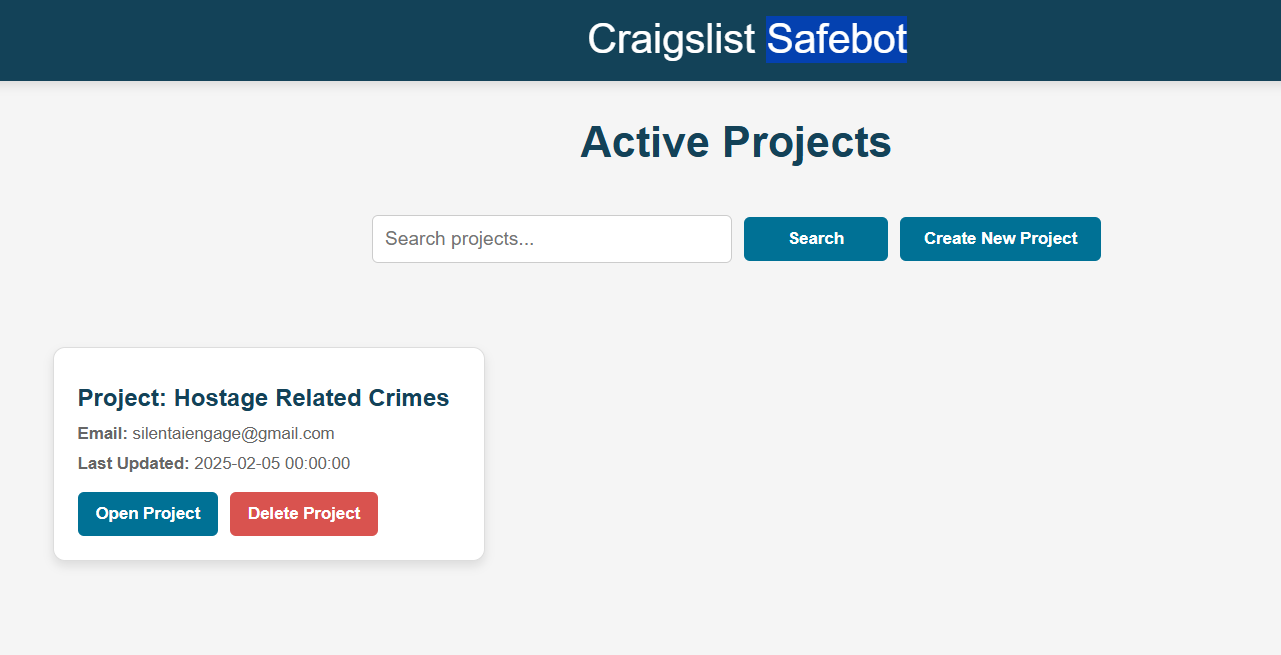 Craigslist Safebot
Active Projects
Search projects...
Search
Create New Project
Project: Hostage Related Crimes
Email: silentaiengage@gmail.com
Last Updated: 2025-02-05 00:00:00
Open Project
Delete Project